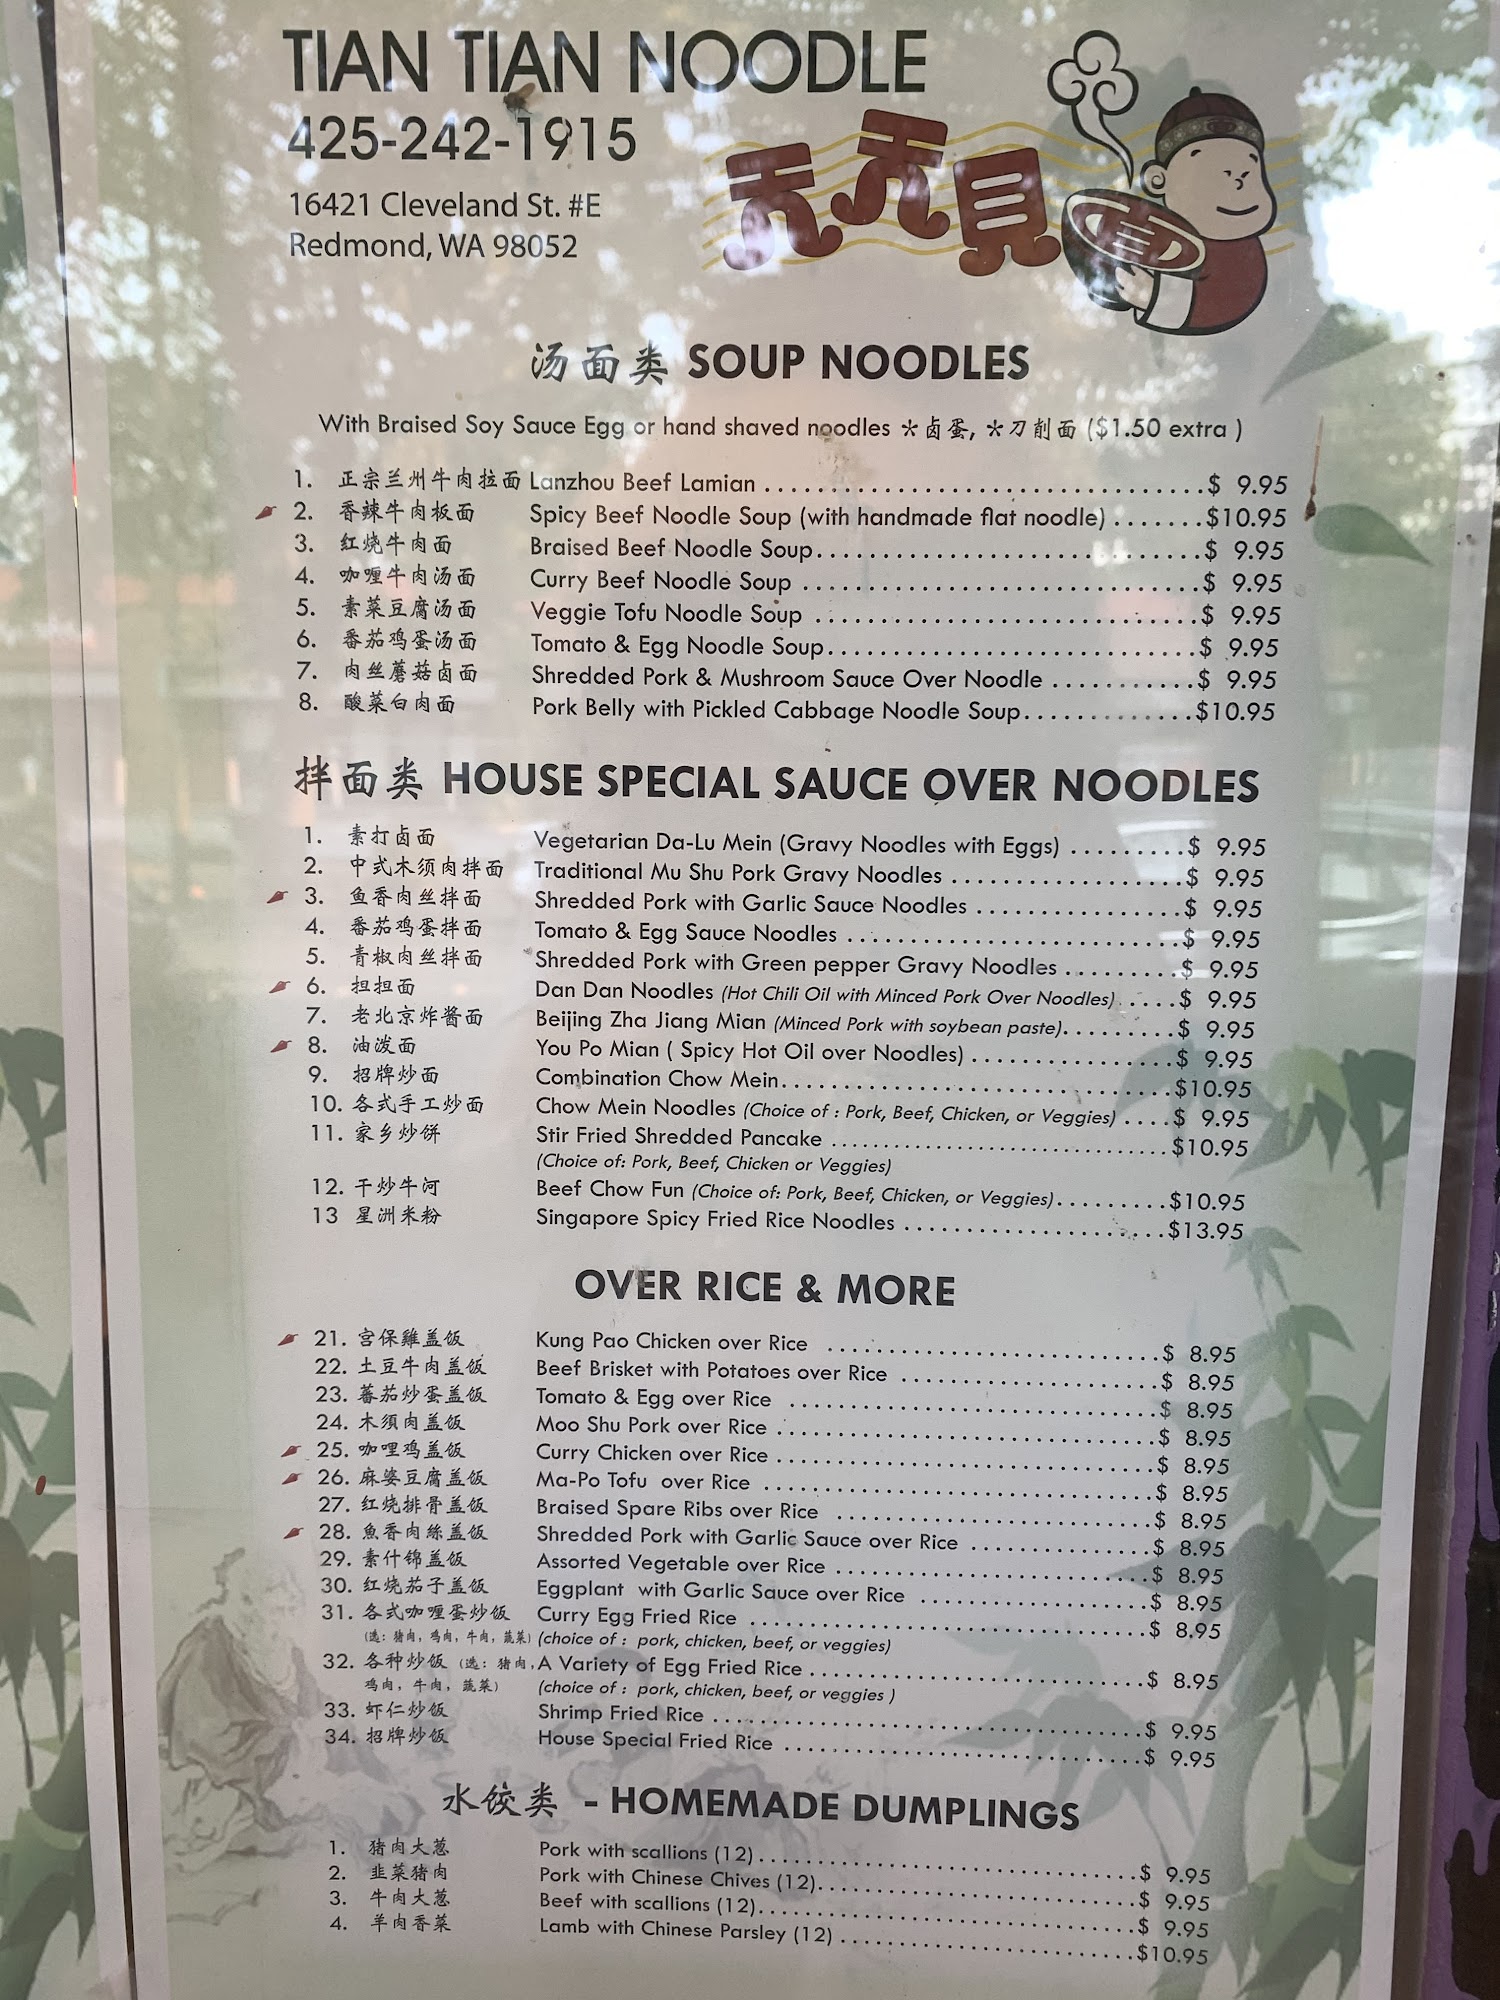 TIAN TIAN NOODLE
425-242-1915
16421 Cleveland St. #E
Redmond, WA 98052
汤面类 SOUP NOODLES
With Braised Soy Sauce Egg or hand shaved noodles *卤蛋, *刀削面 ($1.50 extra )
1. 正宗兰州牛肉拉面 Lanzhou Beef Lamian ........ $ 9.95
2. 香辣牛肉板面 Spicy Beef Noodle Soup (with handmade flat noodle) ....... $10.95
3. 红烧牛肉面 Braised Beef Noodle Soup ........ $ 9.95
4. 咖喱牛肉汤面 Curry Beef Noodle Soup ........ $ 9.95
5. 素菜豆腐汤面 Veggie Tofu Noodle Soup ........ $ 9.95
6. 番茄鸡蛋汤面 Tomato & Egg Noodle Soup ........ $ 9.95
7. 肉丝蘑菇卤面 Shredded Pork & Mushroom Sauce Over Noodle ........ $ 9.95
8. 酸菜白肉面 Pork Belly with Pickled Cabbage Noodle Soup ........ $10.95
拌面类 HOUSE SPECIAL SAUCE OVER NOODLES
1. 素打卤面 Vegetarian Da-Lu Mein (Gravy Noodles with Eggs) ........ $ 9.95
2. 中式木须肉拌面 Traditional Mu Shu Pork Gravy Noodles ........ $ 9.95
3. 鱼香肉丝拌面 Shredded Pork with Garlic Sauce Noodles ........ $ 9.95
4. 番茄鸡蛋拌面 Tomato & Egg Sauce Noodles ........ $ 9.95
5. 青椒肉丝拌面 Shredded Pork with Green pepper Gravy Noodles ........ $ 9.95
6. 担担面 Dan Dan Noodles (Hot Chili Oil with Minced Pork Over Noodles) ..... $ 9.95
7. 老北京炸酱面 Beijing Zha Jiang Mian (Minced Pork with soybean paste) ........ $ 9.95
8. 油泼面 You Po Mian ( Spicy Hot Oil over Noodles) ........ $ 9.95
9. 招牌炒面 Combination Chow Mein ........ $10.95
10. 各式手工炒面 Chow Mein Noodles (Choice of : Pork, Beef, Chicken, or Veggies) .... $ 9.95
11. 家乡炒饼 Stir Fried Shredded Pancake ........ $10.95
(Choice of: Pork, Beef, Chicken or Veggies)
12. 干炒牛河 Beef Chow Fun (Choice of: Pork, Beef, Chicken, or Veggies) ........ $10.95
13 星洲米粉 Singapore Spicy Fried Rice Noodles ........ $13.95
OVER RICE & MORE
21. 宫保雞盖饭 Kung Pao Chicken over Rice ........ $ 8.95
22. 土豆牛肉盖饭 Beef Brisket with Potatoes over Rice ........ $ 8.95
23. 蕃茄炒蛋盖饭 Tomato & Egg over Rice ........ $ 8.95
24. 木須肉盖饭 Moo Shu Pork over Rice ........ $ 8.95
25. 咖哩鸡盖饭 Curry Chicken over Rice ........ $ 8.95
26. 麻婆豆腐盖饭 Ma-Po Tofu over Rice ........ $ 8.95
27. 红烧排骨盖饭 Braised Spare Ribs over Rice ........ $ 8.95
28. 魚香肉絲盖饭 Shredded Pork with Garlic Sauce over Rice ........ $ 8.95
29. 素什锦盖饭 Assorted Vegetable over Rice ........ $ 8.95
30. 红烧茄子盖饭 Eggplant with Garlic Sauce over Rice ........ $ 8.95
31. 各式咖喱蛋炒饭 Curry Egg Fried Rice ........ $ 8.95
(选: 猪肉, 鸡肉, 牛肉, 蔬菜) (choice of : pork, chicken, beef, or veggies)
32. 各种炒饭 (选: 猪肉, A Variety of Egg Fried Rice ........ $ 8.95
鸡肉, 牛肉, 蔬菜) (choice of : pork, chicken, beef, or veggies )
33. 虾仁炒饭 Shrimp Fried Rice ........ $ 9.95
34. 招牌炒饭 House Special Fried Rice ........ $ 9.95
水饺类 - HOMEMADE DUMPLINGS
1. 猪肉大葱 Pork with scallions (12) ........ $ 9.95
2. 韭菜猪肉 Pork with Chinese Chives (12) ........ $ 9.95
3. 牛肉大葱 Beef with scallions (12) ........ $ 9.95
4. 羊肉香菜 Lamb with Chinese Parsley (12) ........ $10.95